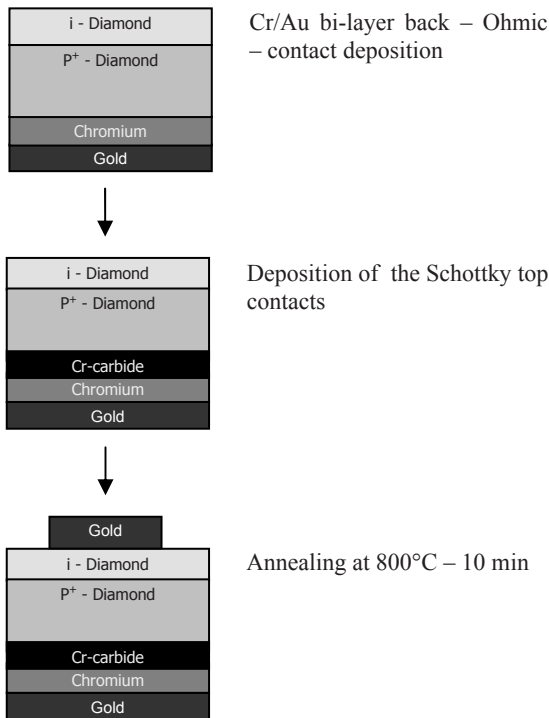 i - Diamond
P⁺ - Diamond
Chromium
Gold
Cr/Au bi-layer back – Ohmic
– contact deposition
i - Diamond
P⁺ - Diamond
Cr-carbide
Chromium
Gold
Deposition of the Schottky top
contacts
Gold
i - Diamond
P⁺ - Diamond
Cr-carbide
Chromium
Gold
Annealing at 800°C – 10 min